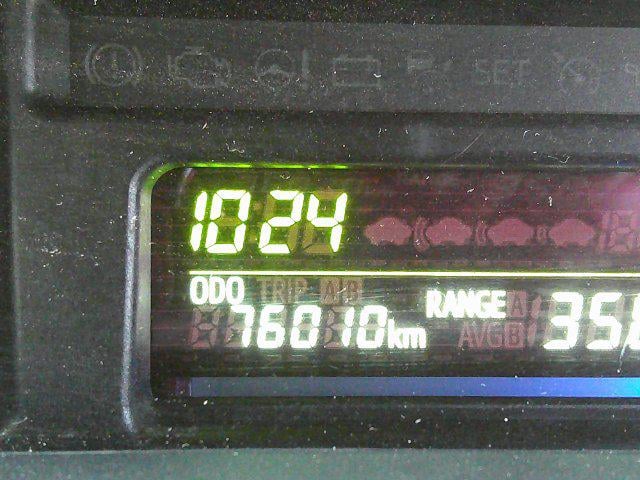 SET
1024
ODO TRIP A B RANGE A
76010km AVG B